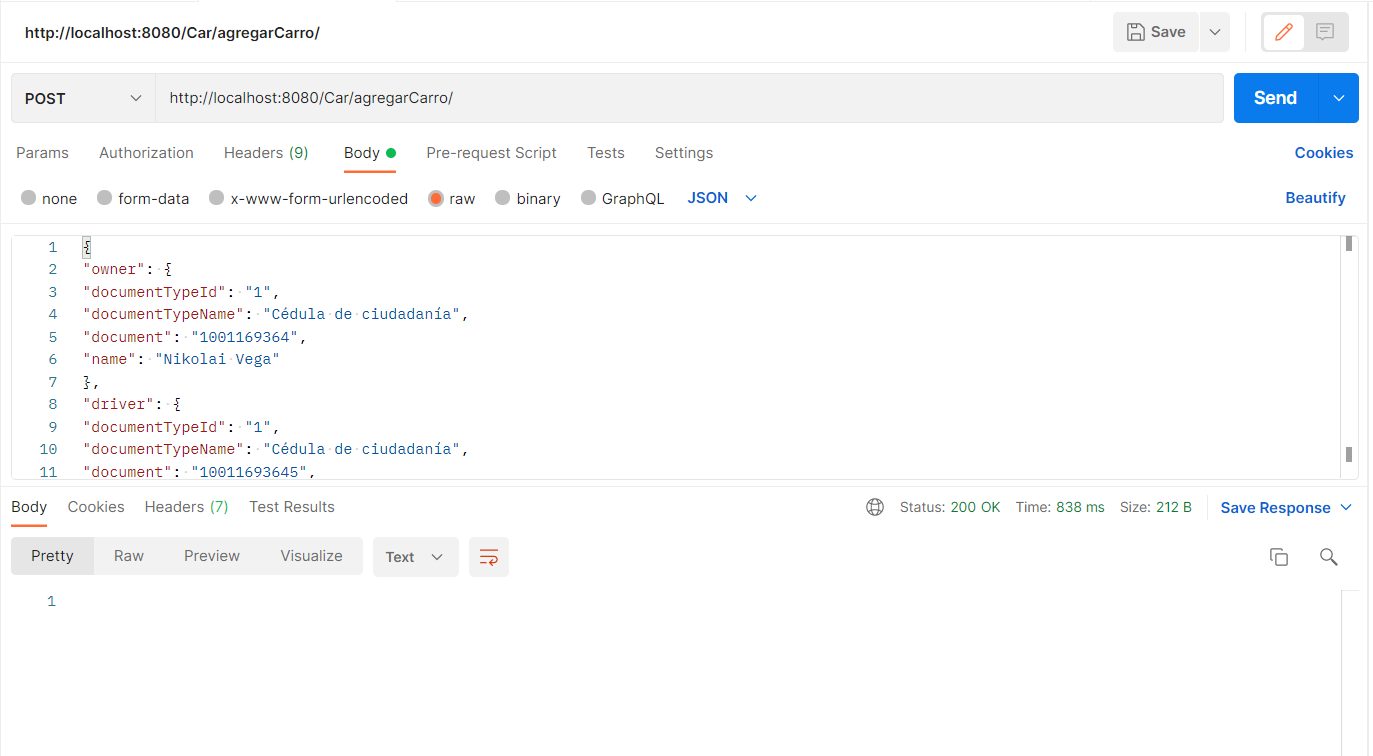 http://localhost:8080/Car/agregarCarro/
Save
POST
http://localhost:8080/Car/agregarCarro/
Send
Params Authorization Headers (9) Body Pre-request Script Tests Settings Cookies
none form-data x-www-form-urlencoded raw binary GraphQL JSON Beautify
1 {
2 "owner": {
3 "documentTypeId": "1",
4 "documentTypeName": "Cédula de ciudadanía",
5 "document": "1001169364",
6 "name": "Nikolai Vega"
7 },
8 "driver": {
9 "documentTypeId": "1",
10 "documentTypeName": "Cédula de ciudadanía",
11 "document": "10011693645",
Body Cookies Headers (7) Test Results Status: 200 OK Time: 838 ms Size: 212 B Save Response
Pretty Raw Preview Visualize Text
1